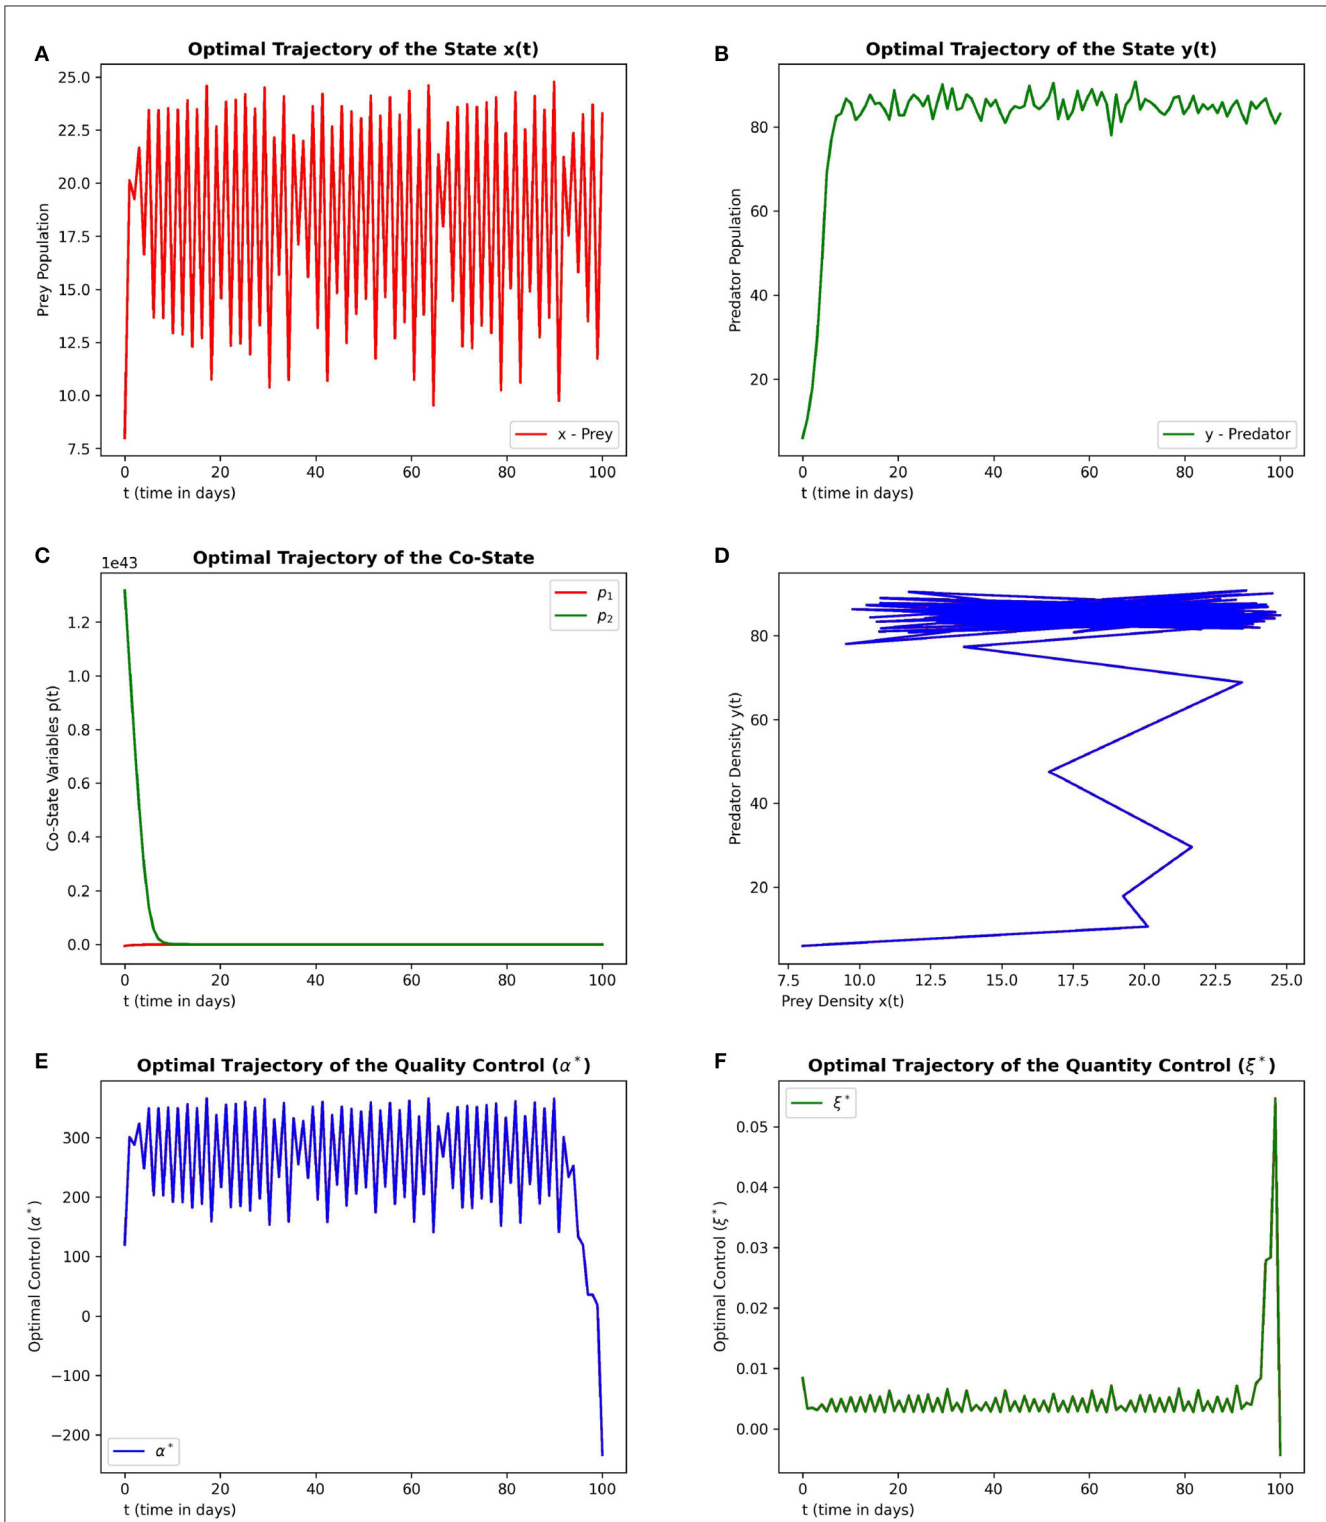 A
Optimal Trajectory of the State x(t)
25.0
22.5
20.0
17.5
15.0
12.5
10.0
7.5
Prey Population
x - Prey
0 20 40 60 80 100
t (time in days)
B
Optimal Trajectory of the State y(t)
80
60
40
20
Predator Population
y - Predator
0 20 40 60 80 100
t (time in days)
C
Optimal Trajectory of the Co-State
1e43
1.2
1.0
0.8
0.6
0.4
0.2
0.0
Co-State Variables p(t)
p₁
p₂
0 20 40 60 80 100
t (time in days)
D
80
60
40
20
Predator Density y(t)
7.5 10.0 12.5 15.0 17.5 20.0 22.5 25.0
Prey Density x(t)
E
Optimal Trajectory of the Quality Control (α*)
300
200
100
0
−100
−200
Optimal Control (α*)
α*
0 20 40 60 80 100
t (time in days)
F
Optimal Trajectory of the Quantity Control (ξ*)
ξ*
0.05
0.04
0.03
0.02
0.01
0.00
Optimal Control (ξ*)
0 20 40 60 80 100
t (time in days)